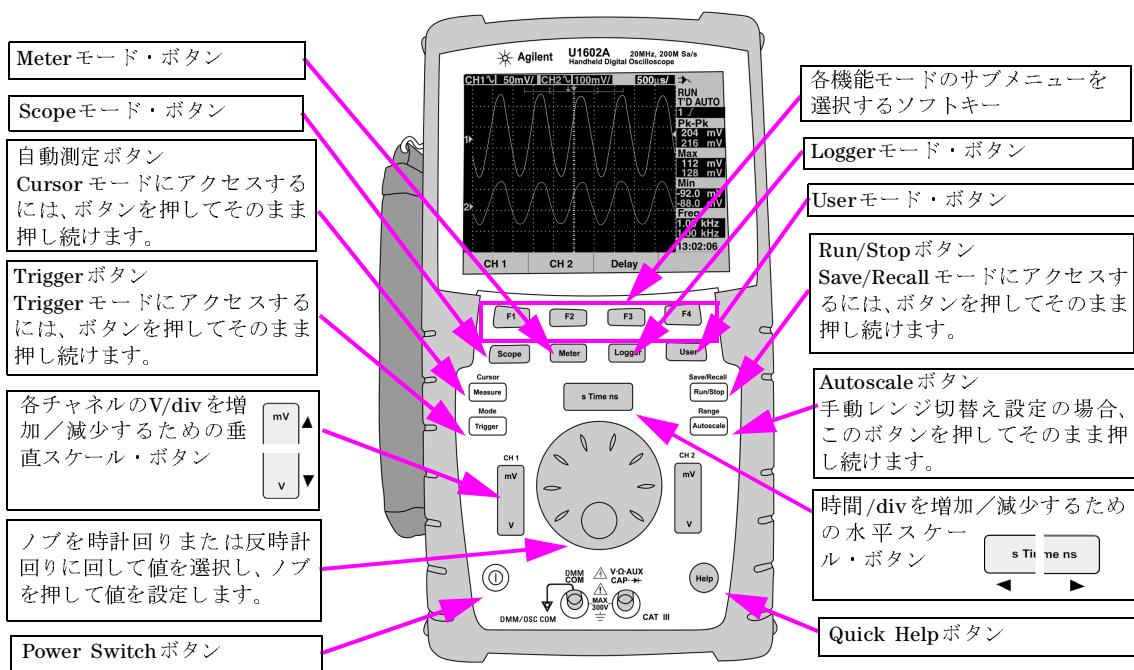 Meterモード・ボタン
Scopeモード・ボタン
自動測定ボタン
Cursor モードにアクセスする
には、ボタンを押してそのまま
押し続けます。
Trigger ボタン
Trigger モードにアクセスする
には、ボタンを押してそのまま
押し続けます。
各チャネルのV/divを増
加／減少するための垂
直スケール・ボタン
mV
v
ノブを時計回りまたは反時計
回りに回して値を選択し、ノブ
を押して値を設定します。
Power Switchボタン
Agilent U1602A 20MHz, 200M Sa/s
Handheld Digital Oscilloscope
CH1 50mV/ CH2 100mV/ 500µs/
RUN
T'D AUTO
1
Pk-Pk
204 mV
216 mV
Max
112 mV
128 mV
Min
-92.0 mV
-88.0 mV
Freq
1.00 kHz
1.00 kHz
13:02:06
1
2
CH 1 CH 2 Delay
F1 F2 F3 F4
Scope Meter Logger User
Cursor
Measure
Mode
Trigger
s Time ns
Save/Recall
Run/Stop
Range
Autoscale
CH 1
mV
v
CH 2
mV
v
DMM
COM
V·Ω·AUX
CAP·
MAX
300V
DMM/OSC COM
CAT III
Help
各機能モードのサブメニューを
選択するソフトキー
Loggerモード・ボタン
Userモード・ボタン
Run/Stopボタン
Save/Recallモードにアクセスす
るには、ボタンを押してそのまま
押し続けます。
Autoscaleボタン
手動レンジ切替え設定の場合、
このボタンを押してそのまま押
し続けます。
時間/divを増加／減少するため
の水平スケー
ル・ボタン
s Time ns
Quick Helpボタン